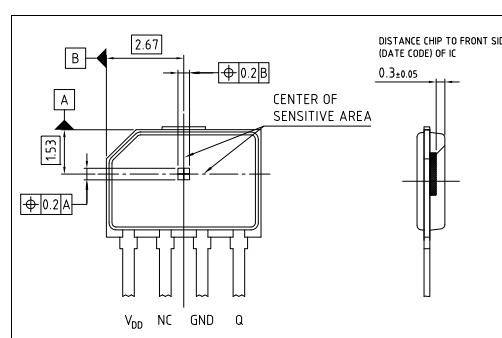 2.67
B
⌖ 0.2 B
DISTANCE CHIP TO FRONT SID
(DATE CODE) OF IC
0.3±0.05
A
CENTER OF
SENSITIVE AREA
1.53
⌖ 0.2 A
VDD NC GND Q